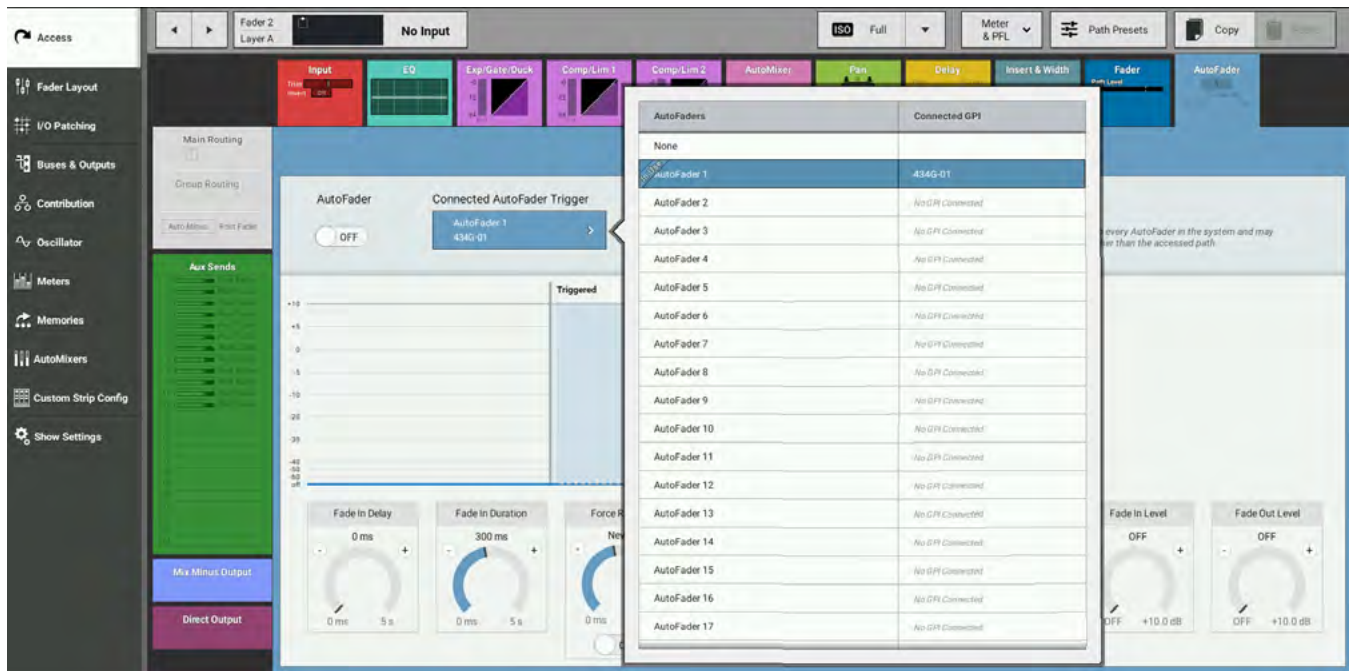 Access
Fader Layout
I/O Patching
Buses & Outputs
Contribution
Oscillator
Meters
Memories
AutoMixers
Custom Strip Config
Show Settings
Fader 2
Layer A
No Input
ISO Full
Meter
& PFL
Path Presets
Copy
Input
EQ
Exp/Gate/Duck
Comp/Lim 1
Comp/Lim 2
AutoMixer
Pan
Delay
Insert & Width
Fader
Path Level
AutoFader
Main Routing
Group Routing
Auto Minus
Post Fader
Aux Sends
Mix Minus Output
Direct Output
AutoFader
OFF
Connected AutoFader Trigger
AutoFader 1
434G-01
every AutoFader in the system and may
than the accessed path
Triggered
+10
+5
0
-5
-10
-20
-30
-40
-50
-60
off
Fade In Delay
0 ms
- +
0 ms 5 s
Fade In Duration
300 ms
- +
0 ms 5 s
Force
-
0 ms
Fade In Level
OFF
+
OFF +10.0 dB
Fade Out Level
OFF
- +
OFF +10.0 dB
AutoFaders Connected GPI
None
AutoFader 1 434G-01
AutoFader 2 No GPI Connected
AutoFader 3 No GPI Connected
AutoFader 4 No GPI Connected
AutoFader 5 No GPI Connected
AutoFader 6 No GPI Connected
AutoFader 7 No GPI Connected
AutoFader 8 No GPI Connected
AutoFader 9 No GPI Connected
AutoFader 10 No GPI Connected
AutoFader 11 No GPI Connected
AutoFader 12 No GPI Connected
AutoFader 13 No GPI Connected
AutoFader 14 No GPI Connected
AutoFader 15 No GPI Connected
AutoFader 16 No GPI Connected
AutoFader 17 No GPI Connected